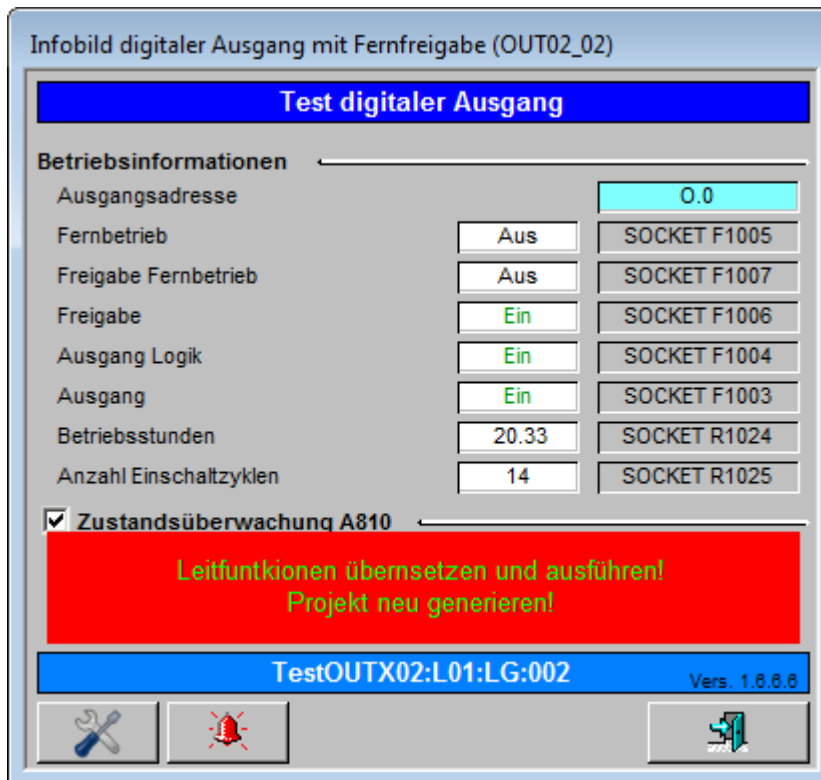 Infobild digitaler Ausgang mit Fernfreigabe (OUT02_02)
Test digitaler Ausgang
Betriebsinformationen
Ausgangsadresse O.0
Fernbetrieb Aus SOCKET F1005
Freigabe Fernbetrieb Aus SOCKET F1007
Freigabe Ein SOCKET F1006
Ausgang Logik Ein SOCKET F1004
Ausgang Ein SOCKET F1003
Betriebsstunden 20.33 SOCKET R1024
Anzahl Einschaltzyklen 14 SOCKET R1025
Zustandsüberwachung A810
Leitfuntkionen übernsetzen und ausführen!
Projekt neu generieren!
TestOUTX02:L01:LG:002 Vers. 1.6.6.6